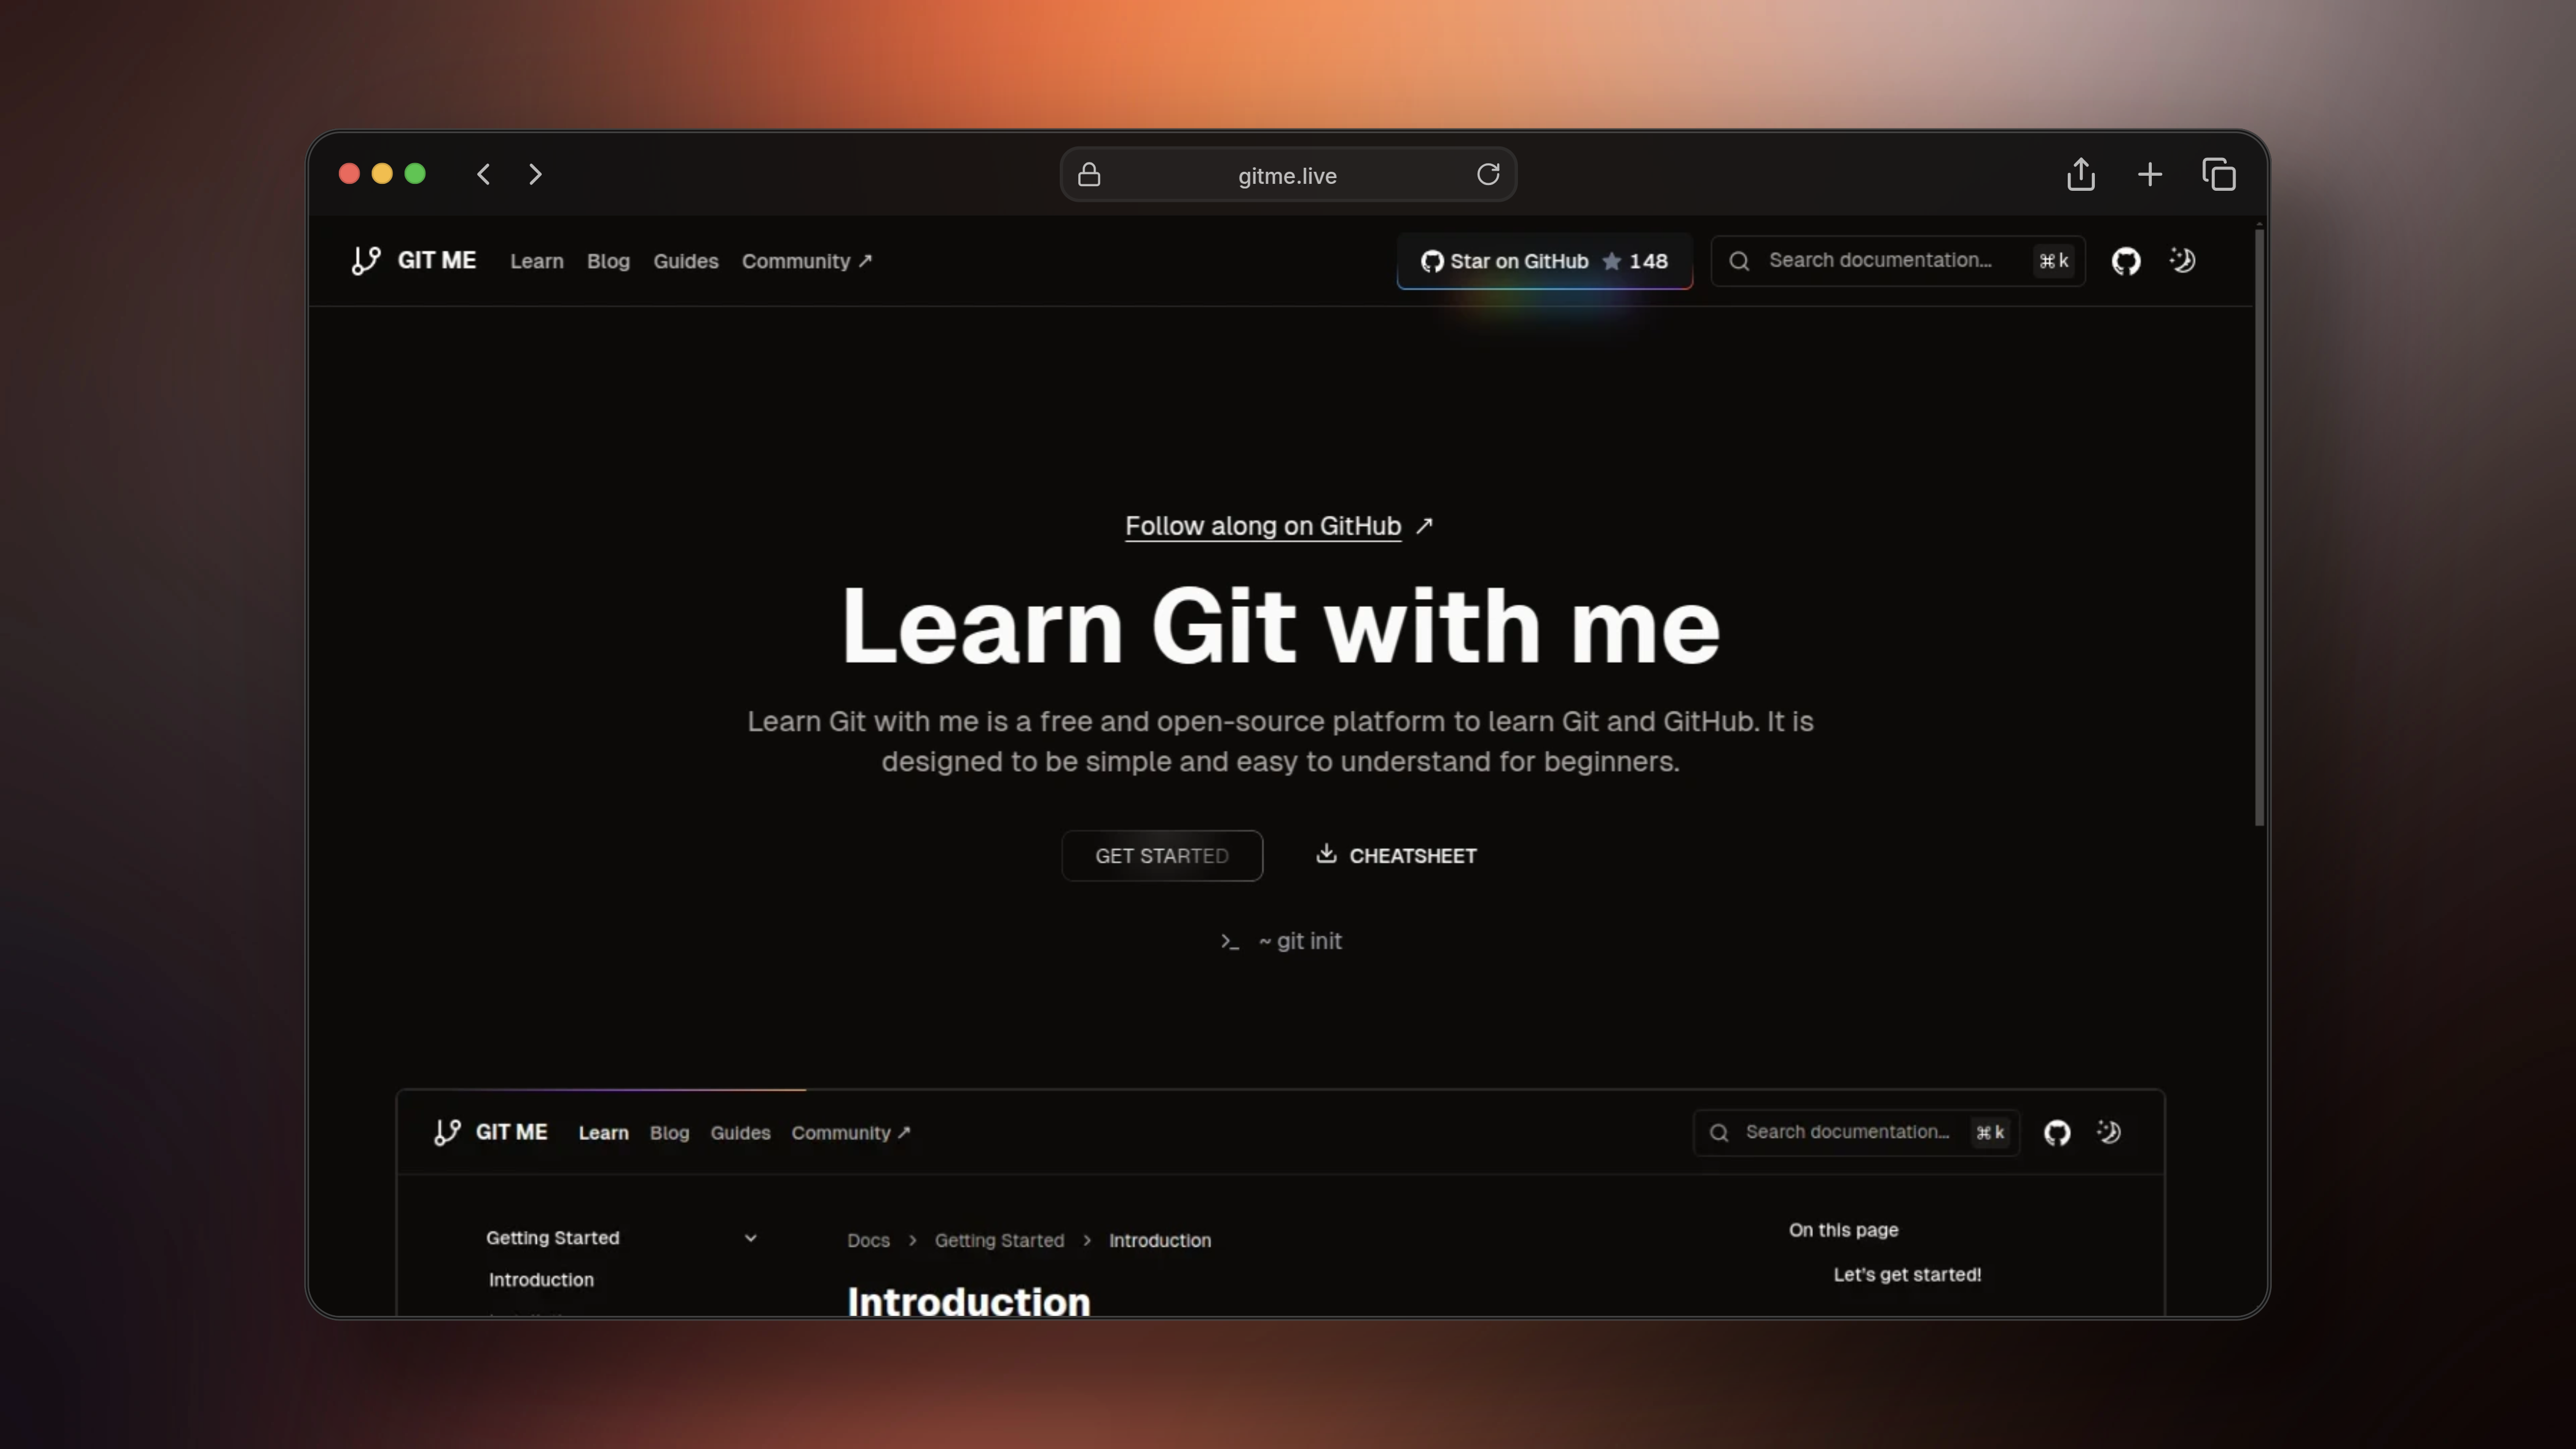 gitme.live
GIT ME Learn Blog Guides Community ↗ Star on GitHub ★ 148 Search documentation... ⌘ k
Follow along on GitHub ↗
Learn Git with me
Learn Git with me is a free and open-source platform to learn Git and GitHub. It is
designed to be simple and easy to understand for beginners.
GET STARTED CHEATSHEET
>_ ~ git init
GIT ME Learn Blog Guides Community ↗ Search documentation... ⌘ k
Getting Started
Introduction
Docs > Getting Started > Introduction
Introduction
On this page
Let's get started!